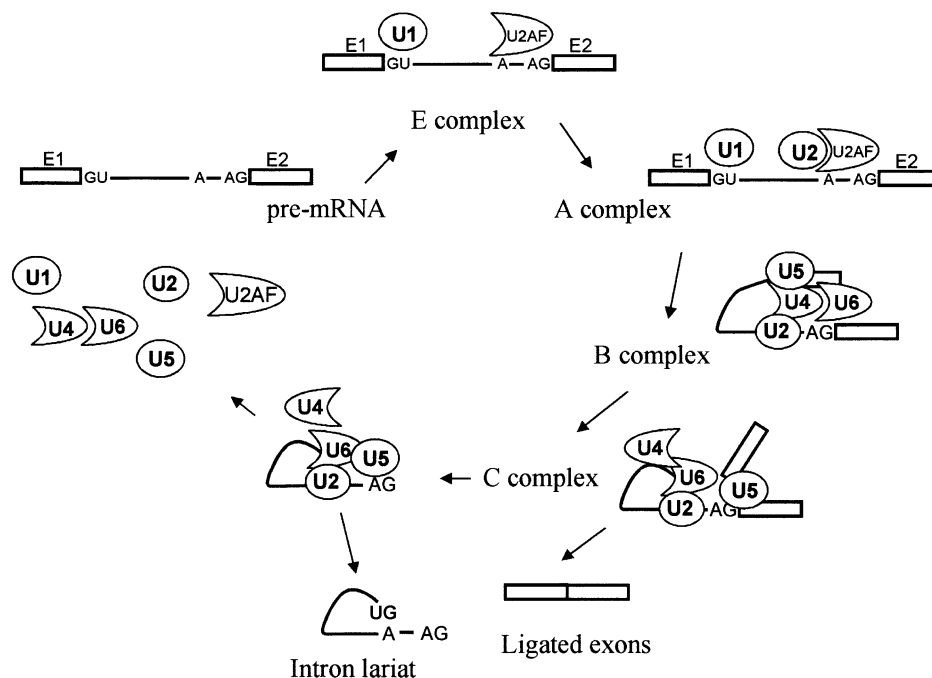 E1 U1 U2AF E2
GU A AG
E complex
E1 E2
GU A AG
pre-mRNA
E1 U1 U2 U2AF E2
GU A AG
A complex
U5
U4 U6
U2 AG
B complex
U4
U6 U5
U2 AG
C complex
Ligated exons
U4
U6 U5
U2 AG
UG
A AG
Intron lariat
U1 U2 U2AF
U4 U6
U5